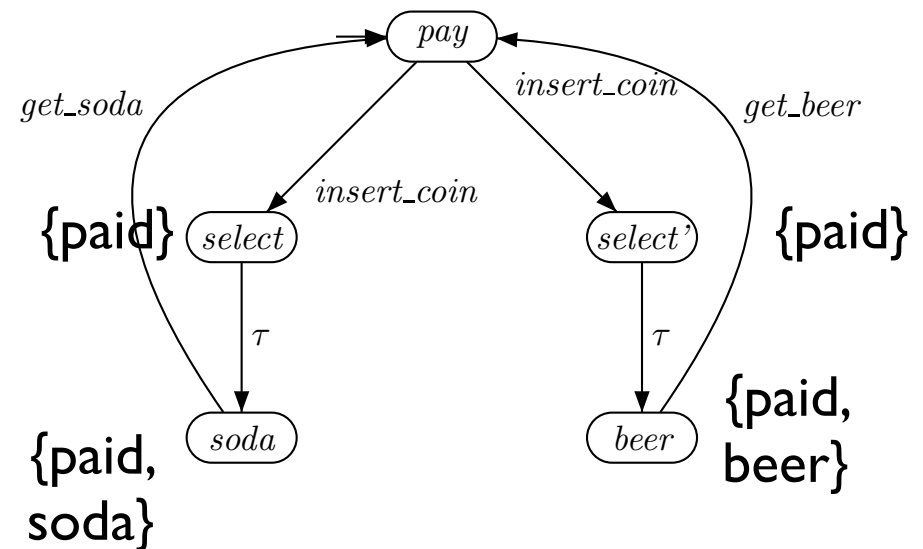 pay
insert_coin
get_soda
get_beer
insert_coin
{paid}
select
select'
{paid}
τ
τ
{paid,
beer}
soda
beer
{paid,
soda}